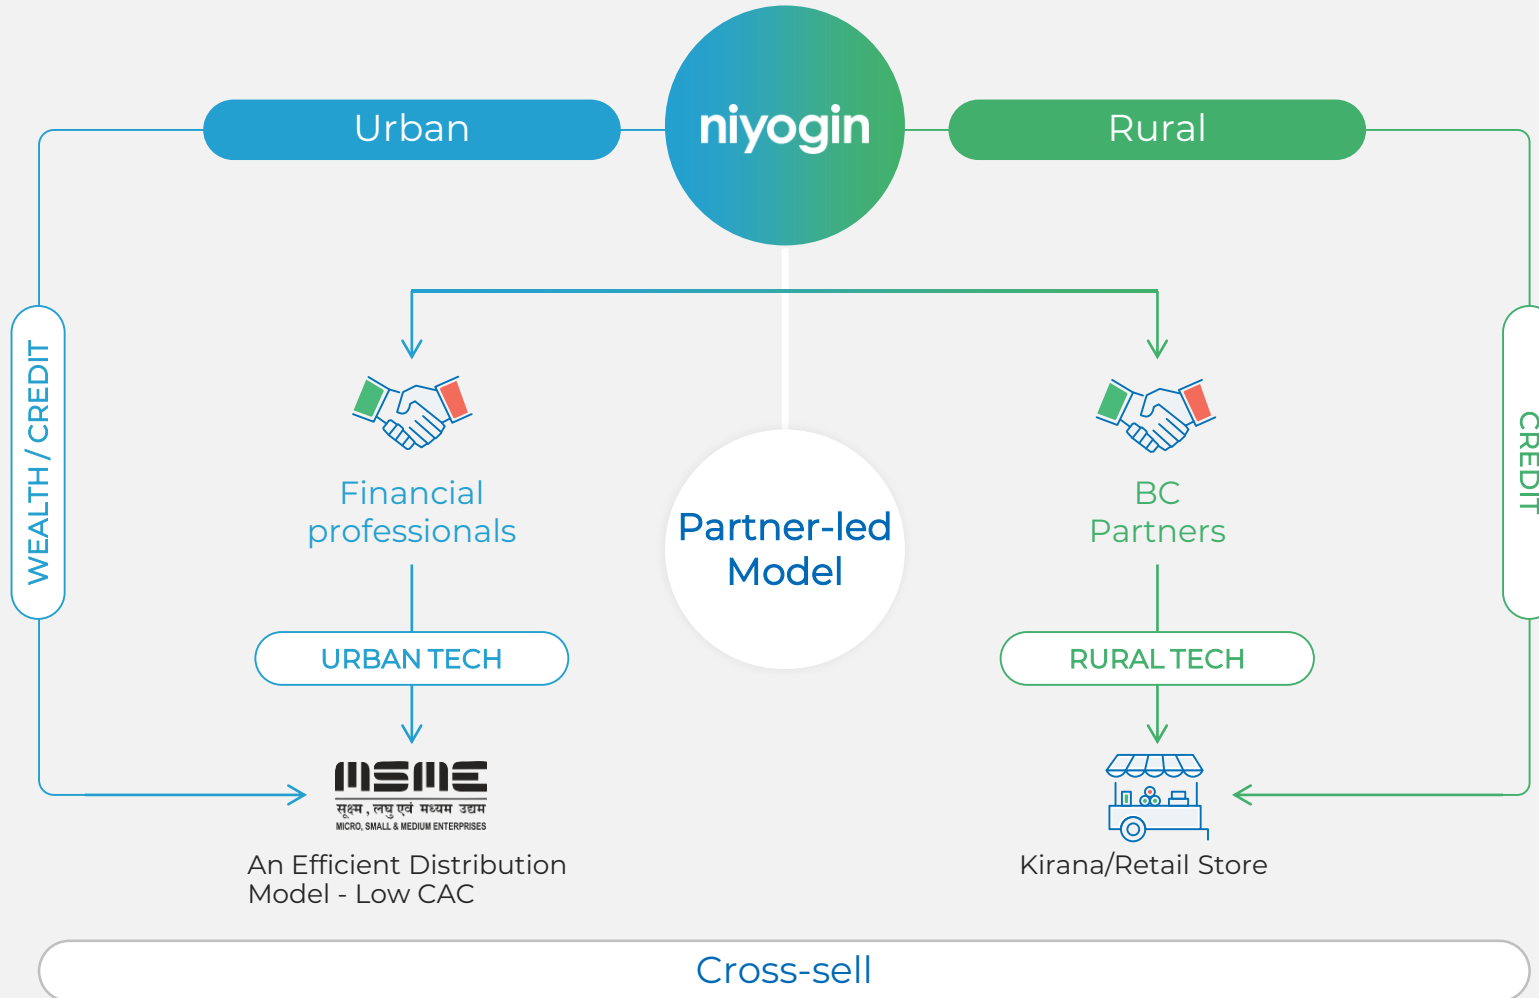 niyogin
Urban
Rural
WEALTH / CREDIT
CREDIT
Financial
professionals
BC
Partners
Partner-led
Model
URBAN TECH
RURAL TECH
MSME
सूक्ष्म, लघु एवं मध्यम उद्यम
MICRO, SMALL & MEDIUM ENTERPRISES
An Efficient Distribution
Model - Low CAC
Kirana/Retail Store
Cross-sell